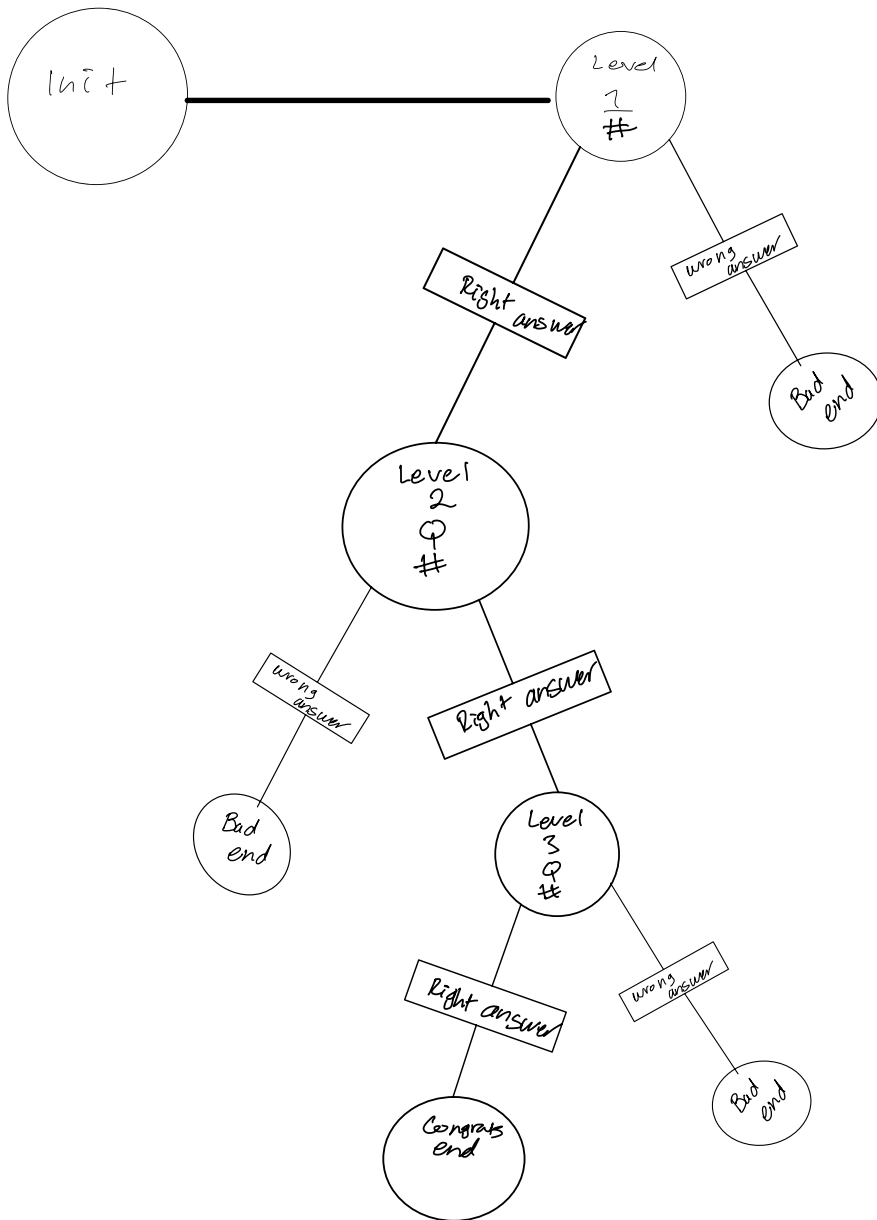 Init
Level
1
#
Right
answer
wrong
answer
Bad
end
Level
2
Q
#
wrong
answer
Right answer
Bad
end
Level
3
Q
#
Right answer
wrong
answer
Bad
end
Congrats
end